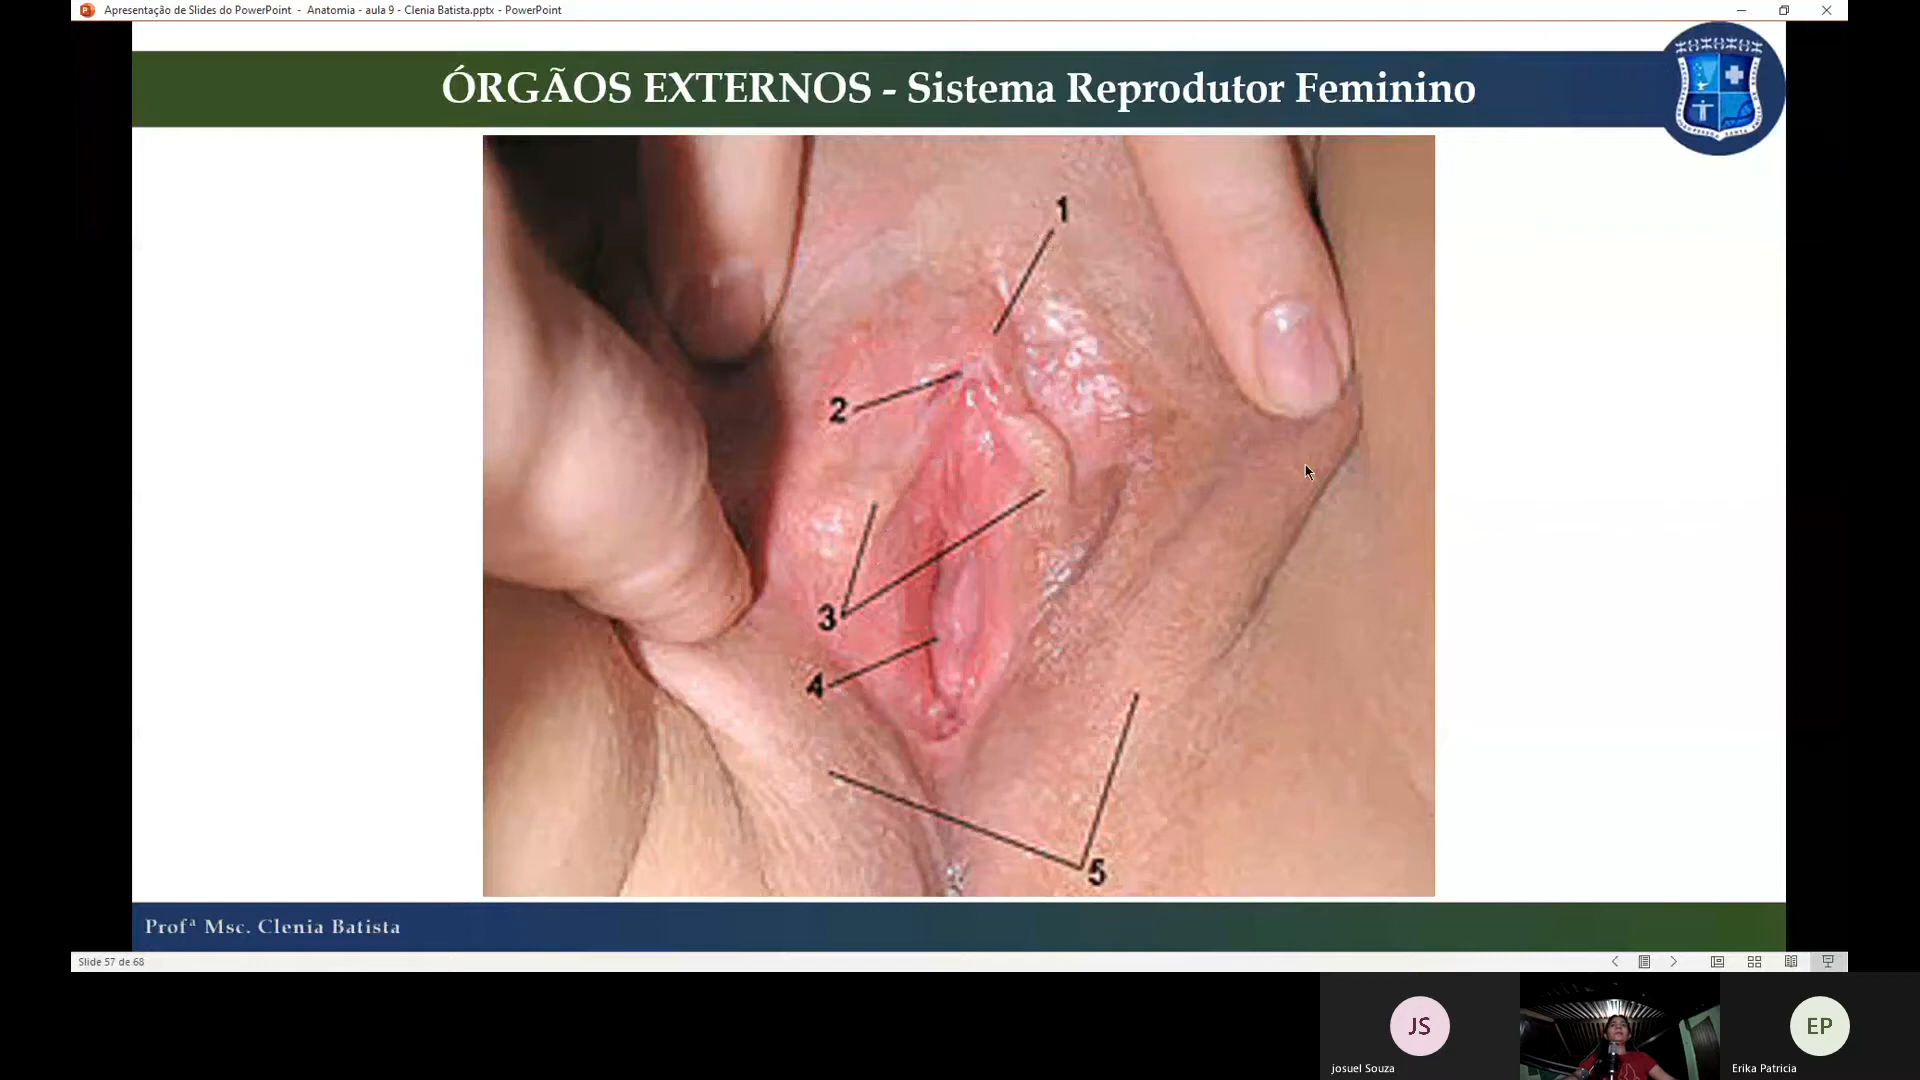 Apresentação de Slides do PowerPoint - Anatomia - aula 9 - Clenia Batista.pptx - PowerPoint
ÓRGÃOS EXTERNOS - Sistema Reprodutor Feminino
1
2
3
4
5
Profª Msc. Clenia Batista
Slide 57 de 68
JS
EP
josuel Souza
Erika Patricia